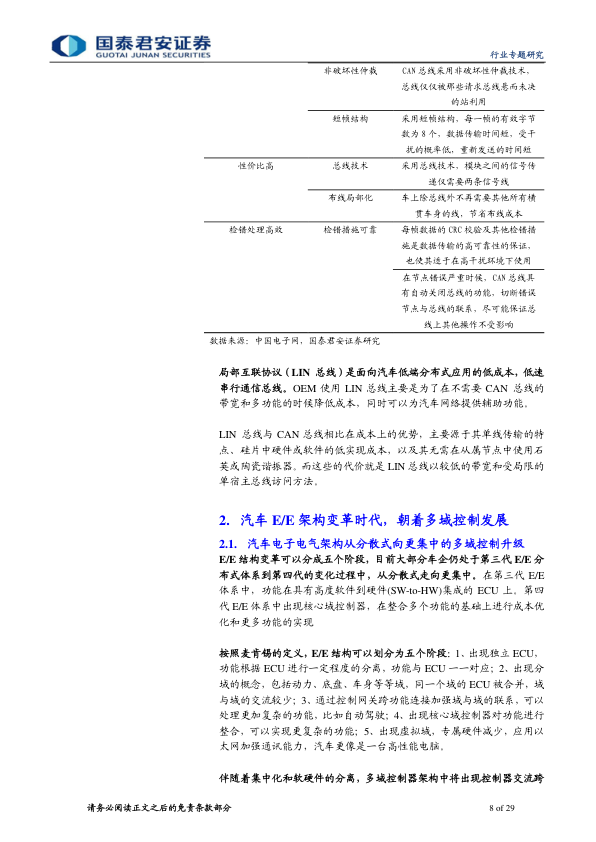 国泰君安证券
GUOTAI JUNAN SECURITIES
行业专题研究
非破坏性仲裁 CAN 总线采用非破坏性仲裁技术，
总线仅仅被那些请求总线悬而未决
的站利用
短帧结构 采用短帧结构，每一帧的有效字节
数为 8 个，数据传输时间短，受干
扰的概率低，重新发送的时间短
性价比高 总线技术 采用总线技术，模块之间的信号传
递仅需要两条信号线
布线局部化 车上除总线外不再需要其他所有横
贯车身的线，节省布线成本
检错处理高效 检错措施可靠 每帧数据的 CRC 校验及其他检错措
施是数据传输的高可靠性的保证，
也使其适于在高干扰环境下使用
在节点错误严重时候，CAN 总线具
有自动关闭总线的功能，切断错误
节点与总线的联系，尽可能保证总
线上其他操作不受影响
数据来源：中国电子网，国泰君安证券研究
局部互联协议（LIN 总线）是面向汽车低端分布式应用的低成本，低速
串行通信总线。OEM 使用 LIN 总线主要是为了在不需要 CAN 总线的
带宽和多功能的时候降低成本，同时可以为汽车网络提供辅助功能。
LIN 总线与 CAN 总线相比在成本上的优势，主要源于其单线传输的特
点、硅片中硬件或软件的低实现成本，以及其无需在从属节点中使用石
英或陶瓷谐振器。而这些的代价就是 LIN 总线以较低的带宽和受局限的
单宿主总线访问方法。
2. 汽车 E/E 架构变革时代，朝着多域控制发展
2.1. 汽车电子电气架构从分散式向更集中的多域控制升级
E/E 结构变革可以分成五个阶段，目前大部分车企仍处于第三代 E/E 分
布式体系到第四代的变化过程中，从分散式走向更集中。在第三代 E/E
体系中，功能在具有高度软件到硬件(SW-to-HW)集成的 ECU 上。第四
代 E/E 体系中出现核心域控制器，在整合多个功能的基础上进行成本优
化和更多功能的实现
按照麦肯锡的定义，E/E 结构可以划分为五个阶段：1、出现独立 ECU，
功能根据 ECU 进行一定程度的分离，功能与 ECU 一一对应；2、出现分
域的概念，包括动力、底盘、车身等等域，同一个域的 ECU 被合并，域
与域的交流较少；3、通过控制网关跨功能连接加强域与域的联系，可以
处理更加复杂的功能，比如自动驾驶；4、出现核心域控制器对功能进行
整合，可以实现更复杂的功能；5、出现虚拟域，专属硬件减少，应用以
太网加强通讯能力，汽车更像是一台高性能电脑。
伴随着集中化和软硬件的分离，多域控制器架构中将出现控制器交流跨
请务必阅读正文之后的免责条款部分 8 of 29